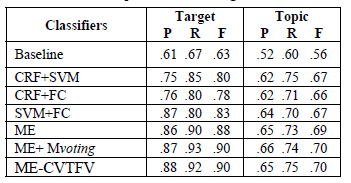 Classifiers Target Topic
P R F P R F
Baseline .61 .67 .63 .52 .60 .56
CRF+SVM .75 .85 .80 .62 .75 .67
CRF+FC .76 .80 .78 .62 .71 .66
SVM+FC .87 .80 .83 .64 .70 .67
ME .86 .90 .88 .65 .73 .69
ME+ Mvoting .87 .93 .90 .66 .74 .70
ME-CVTFV .88 .92 .90 .65 .75 .70